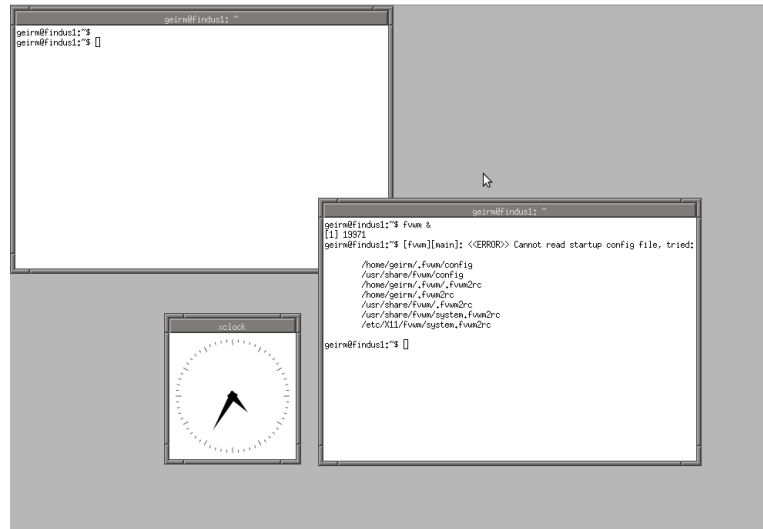 geirm@findus1: ~
geirm@findus1:~$
geirm@findus1:~$
geirm@findus1: ~
geirm@findus1:~$ fvwm &
[1] 19971
geirm@findus1:~$ [fvwm][main]: <<ERROR>> Cannot read startup config file, tried:
/home/geirm/.fvwm/config
/usr/share/fvwm/config
/home/geirm/.fvwm/.fvwm2rc
/home/geirm/.fvwm2rc
/usr/share/fvwm/.fvwm2rc
/usr/share/fvwm/system.fvwm2rc
/etc/X11/fvwm/system.fvwm2rc
geirm@findus1:~$
xclock